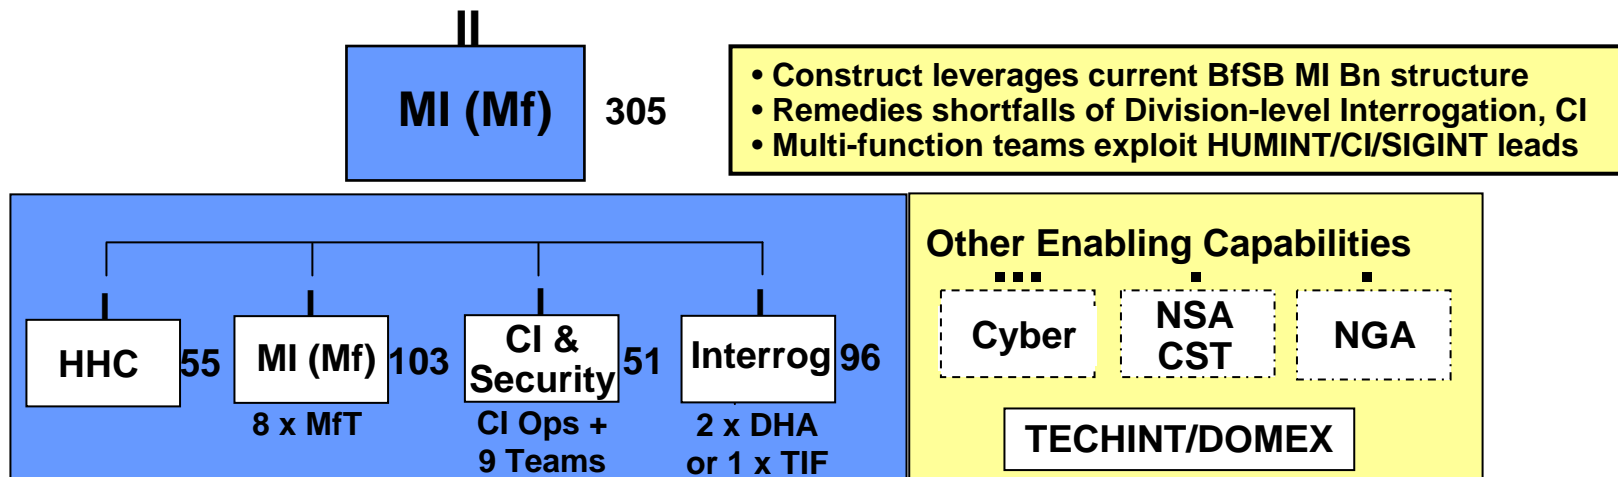 MI (Mf) 305
• Construct leverages current BfSB MI Bn structure
• Remedies shortfalls of Division-level Interrogation, CI
• Multi-function teams exploit HUMINT/CI/SIGINT leads
HHC 55
MI (Mf) 103
8 x MfT
CI &
Security 51
CI Ops +
9 Teams
Interrog 96
2 x DHA
or 1 x TIF
Other Enabling Capabilities
Cyber
NSA
CST
NGA
TECHINT/DOMEX